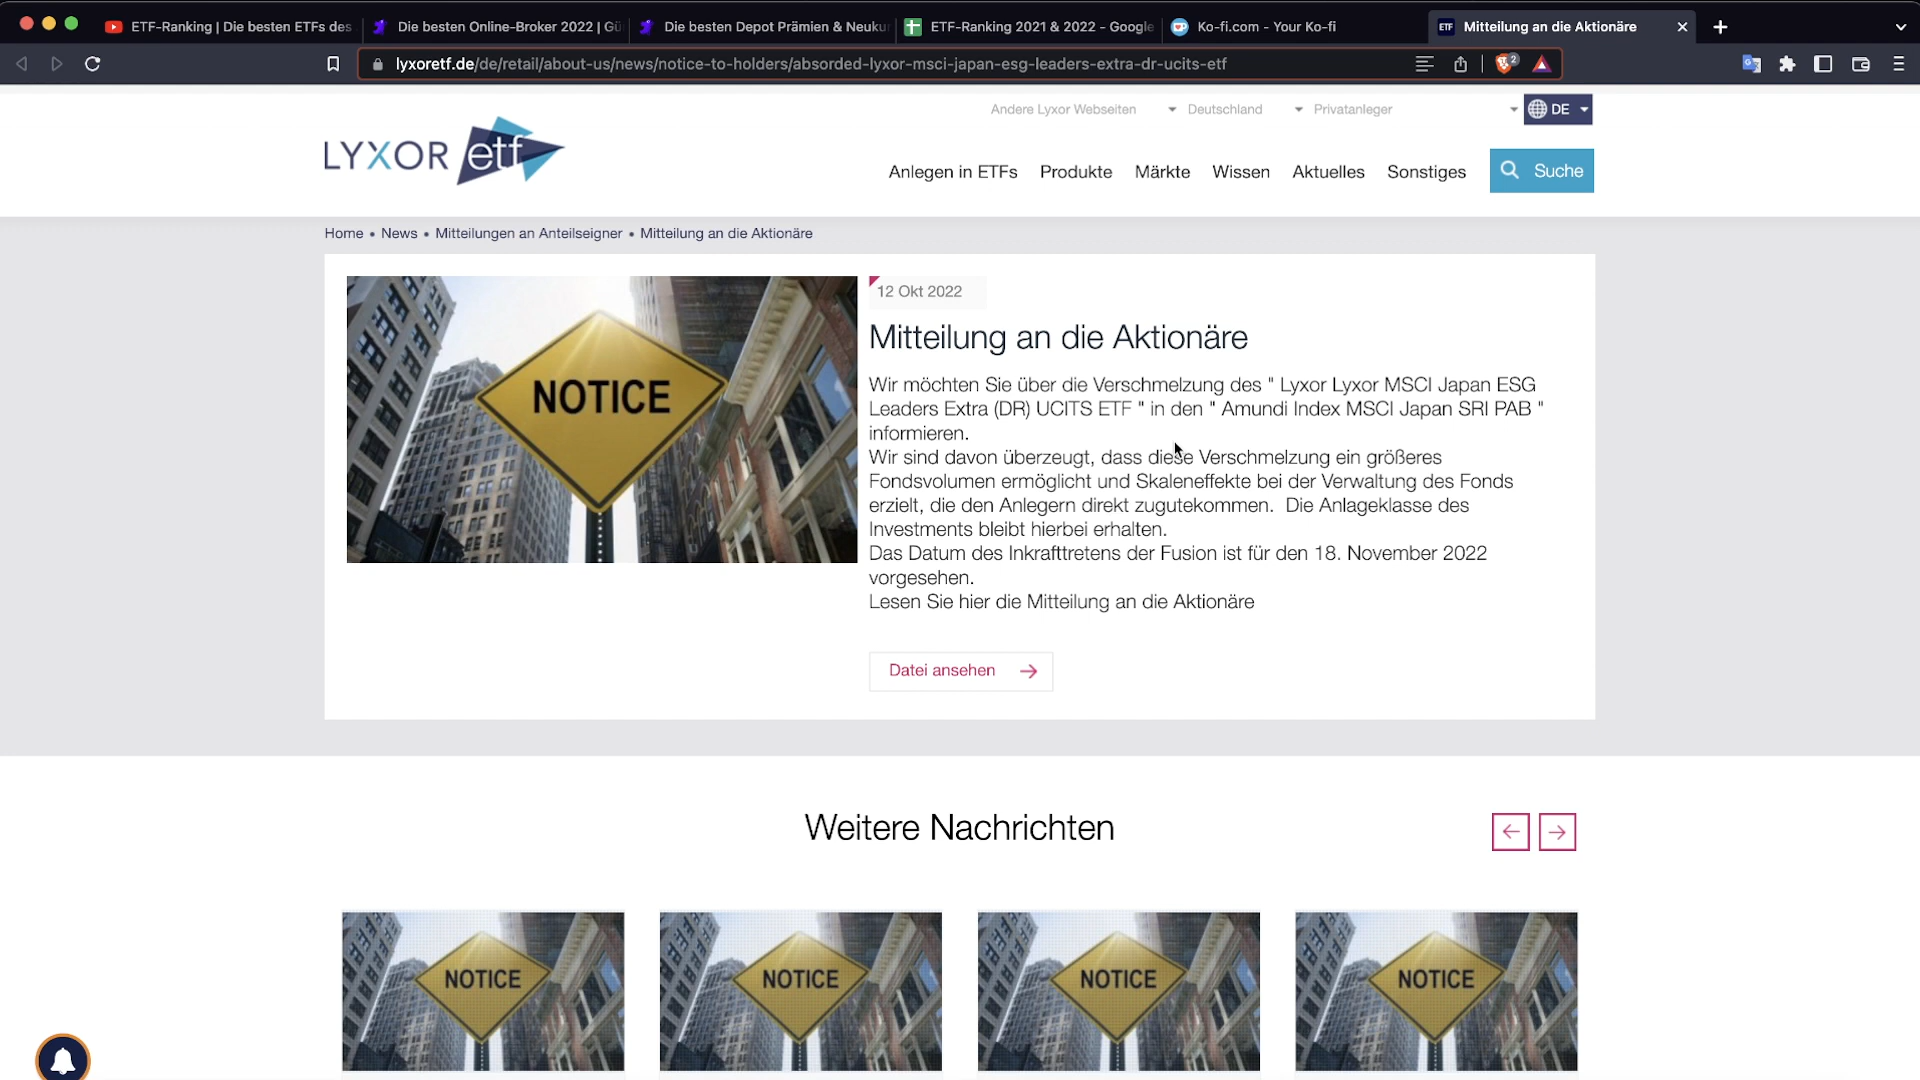 ETF-Ranking | Die besten ETFs des
Die besten Online-Broker 2022 | Gü
Die besten Depot Prämien & Neuku
ETF-Ranking 2021 & 2022 - Google
Ko-fi.com - Your Ko-fi
ETF
Mitteilung an die Aktionäre
lyxoretf.de/de/retail/about-us/news/notice-to-holders/absorded-lyxor-msci-japan-esg-leaders-extra-dr-ucits-etf
2
Andere Lyxor Webseiten
Deutschland
Privatanleger
DE
LYXOR etf
Anlegen in ETFs
Produkte
Märkte
Wissen
Aktuelles
Sonstiges
Suche
Home • News • Mitteilungen an Anteilseigner • Mitteilung an die Aktionäre
NOTICE
12 Okt 2022
Mitteilung an die Aktionäre
Wir möchten Sie über die Verschmelzung des " Lyxor Lyxor MSCI Japan ESG
Leaders Extra (DR) UCITS ETF " in den " Amundi Index MSCI Japan SRI PAB "
informieren.
Wir sind davon überzeugt, dass diese Verschmelzung ein größeres
Fondsvolumen ermöglicht und Skaleneffekte bei der Verwaltung des Fonds
erzielt, die den Anlegern direkt zugutekommen. Die Anlageklasse des
Investments bleibt hierbei erhalten.
Das Datum des Inkrafttretens der Fusion ist für den 18. November 2022
vorgesehen.
Lesen Sie hier die Mitteilung an die Aktionäre
Datei ansehen
Weitere Nachrichten
NOTICE
NOTICE
NOTICE
NOTICE